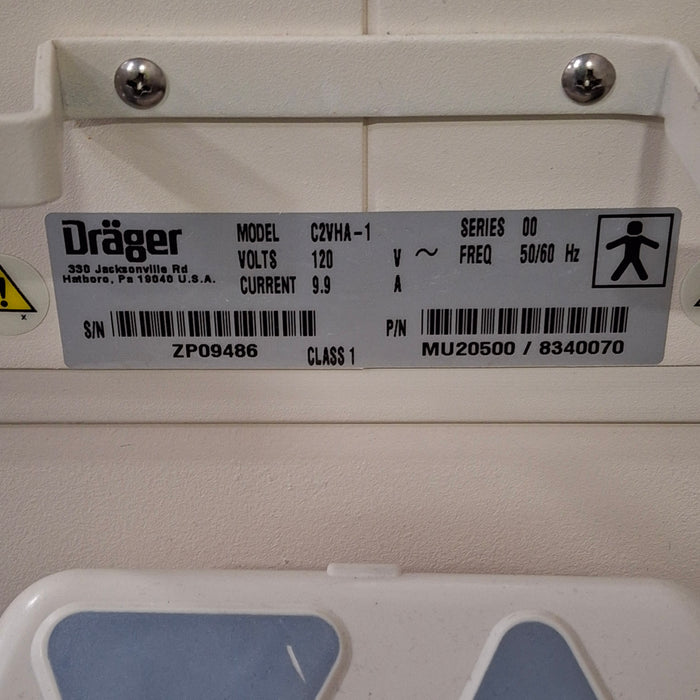 Dräger
330 Jacksonville Rd
Hatboro, Pa 19040 U.S.A.
MODEL C2VHA-1
VOLTS 120 V ~
CURRENT 9.9 A
SERIES 00
FREQ 50/60 Hz
S/N
ZP09486
CLASS 1
P/N
MU20500 / 8340070
x